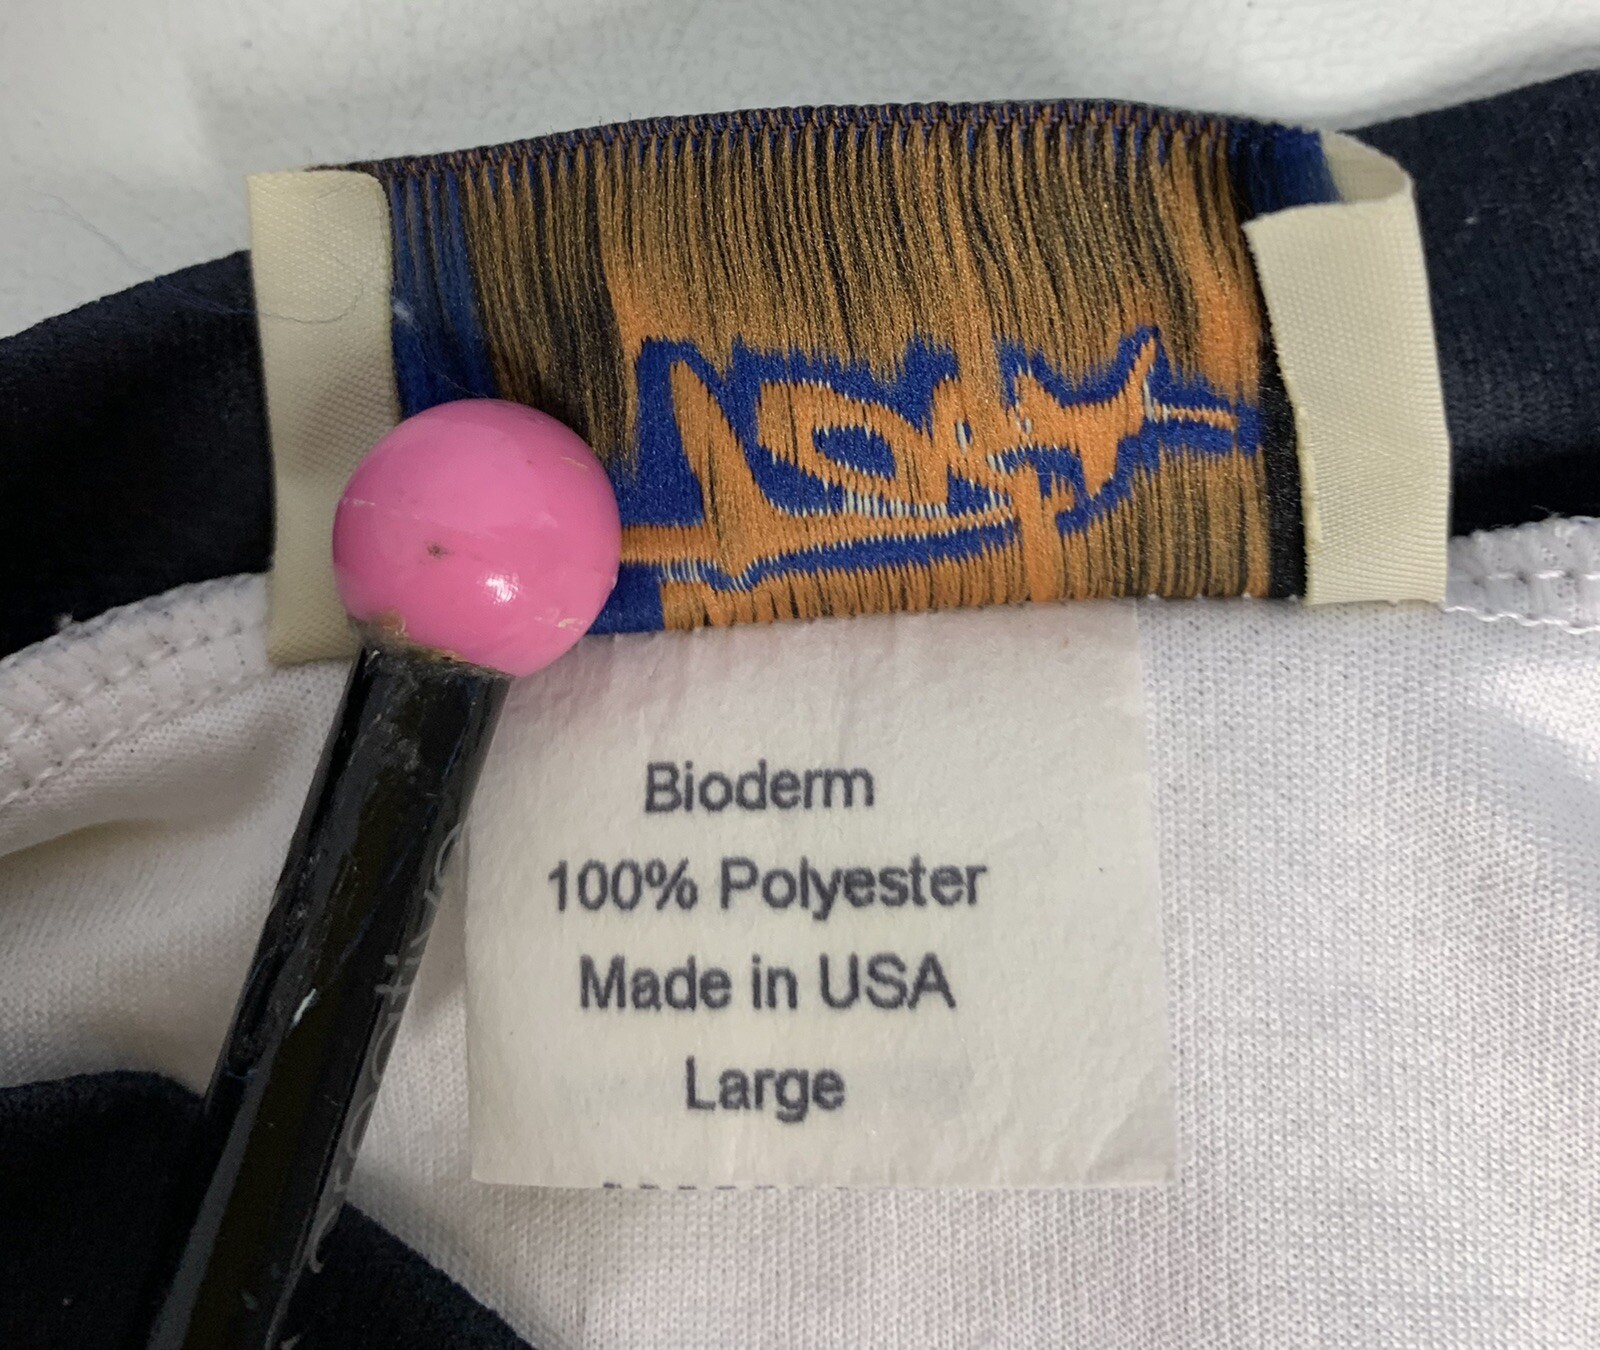 Bioderm
100% Polyester
Made in USA
Large